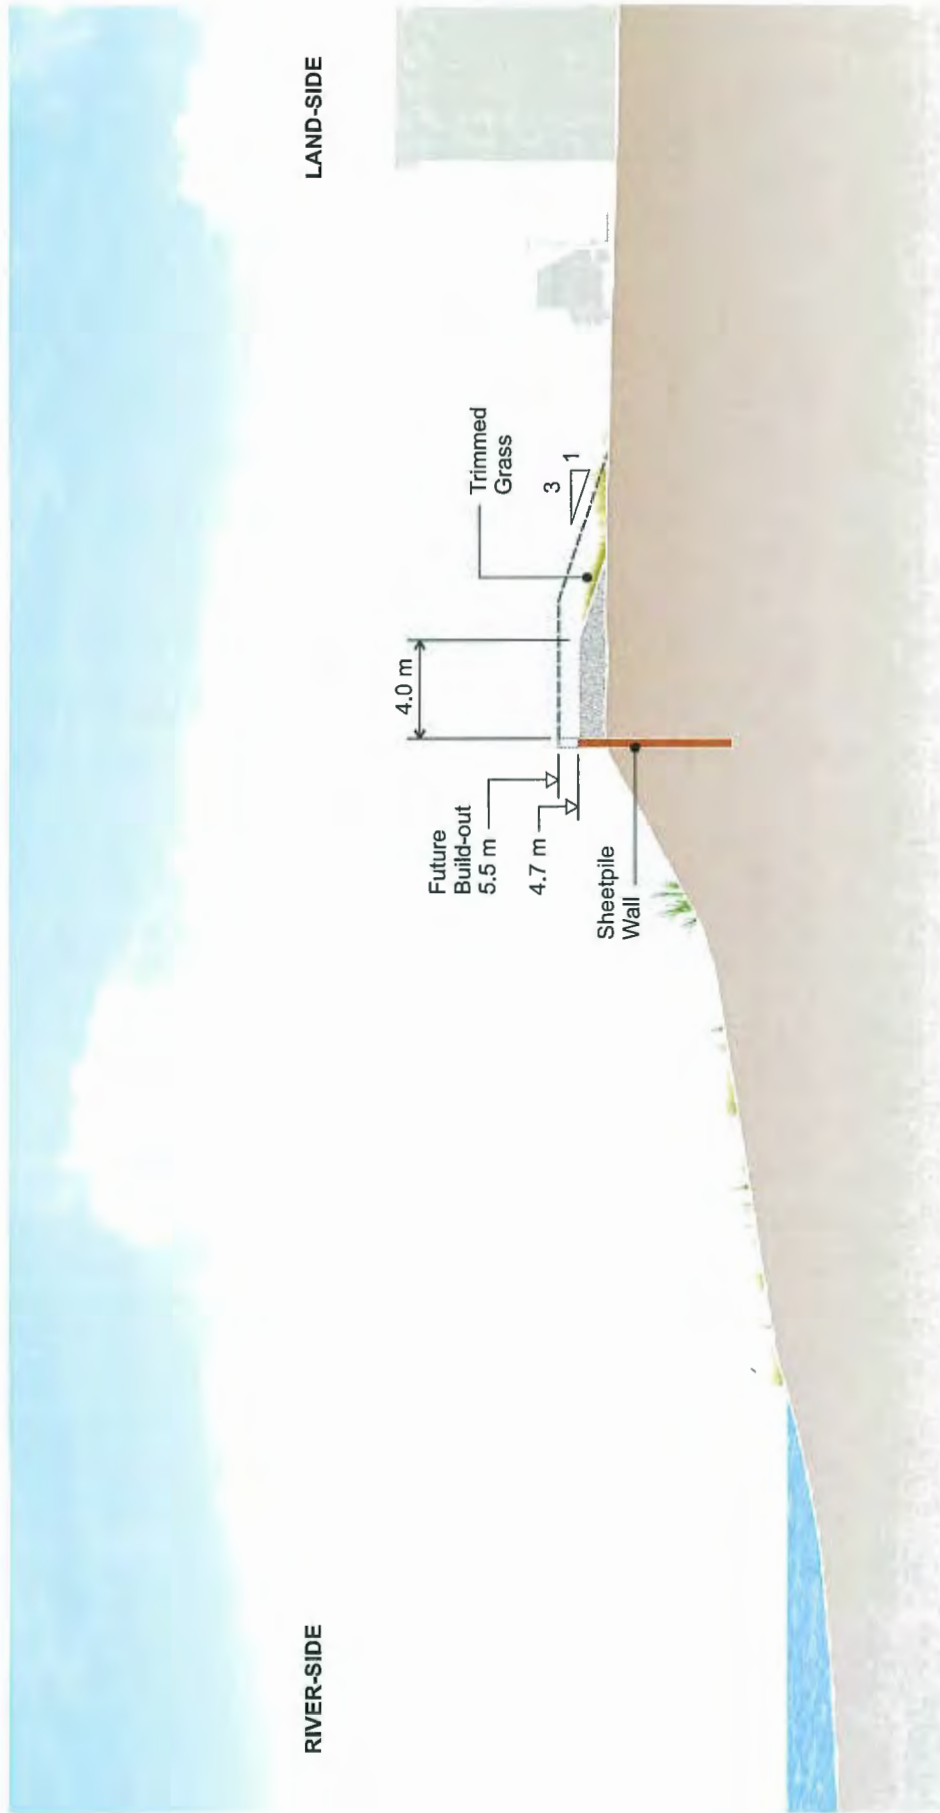 RIVER-SIDE
LAND-SIDE
4.0 m
Future
Build-out
5.5 m
4.7 m
Trimmed
Grass
3
1
Sheetpile
Wall